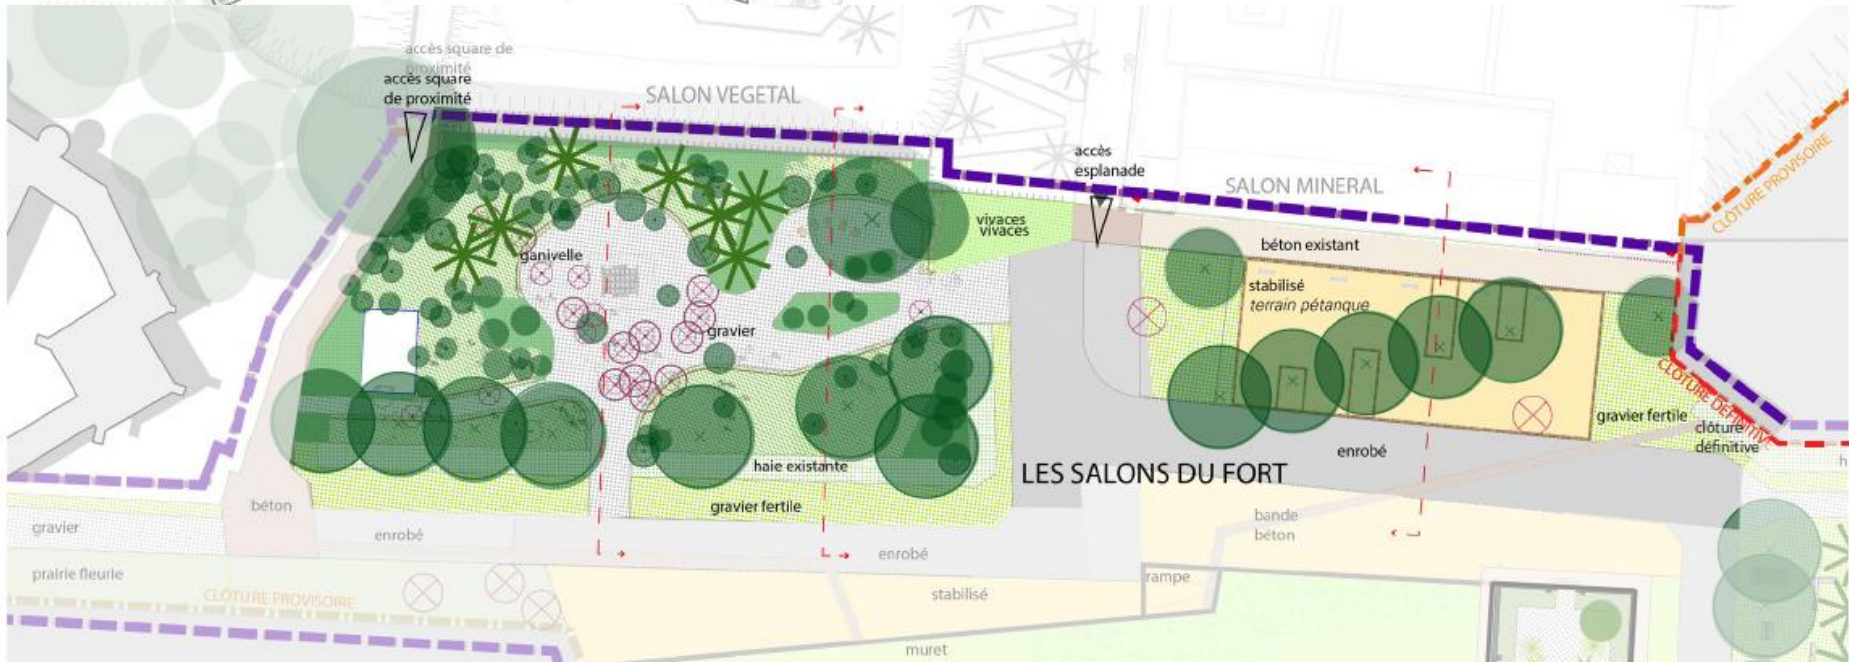 accès square de
proximité
accès square
de proximité
SALON VEGETAL
accès
esplanade
SALON MINERAL
CLÔTURE PROVISOIRE
vivaces
vivaces
béton existant
ganivelle
stabilisé
terrain pétanque
gravier
CLÔTURE DÉFINITIVE
gravier fertile
clôture
définitive
enrobé
haie existante
LES SALONS DU FORT
béton
gravier fertile
gravier
enrobé
bande
béton
enrobé
prairie fleurie
rampe
CLÔTURE PROVISOIRE
stabilisé
muret
h